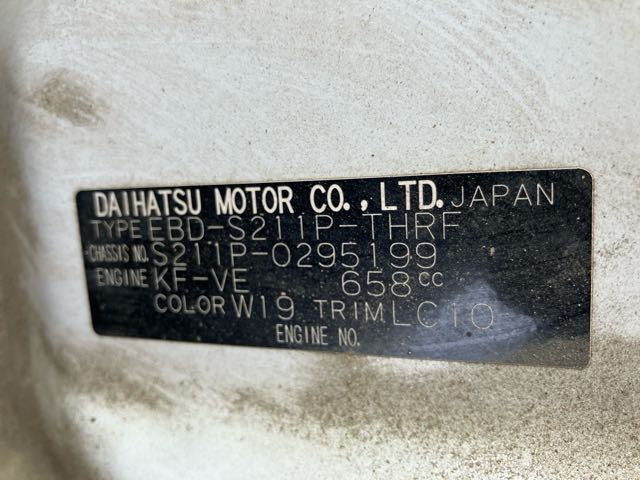 DAIHATSU MOTOR CO., LTD. JAPAN
TYPE EBD-S211P-THRF
CHASSIS NO. S211P-0295199
ENGINE KF-VE 658cc
COLOR W19 TRIM LC10
ENGINE NO.